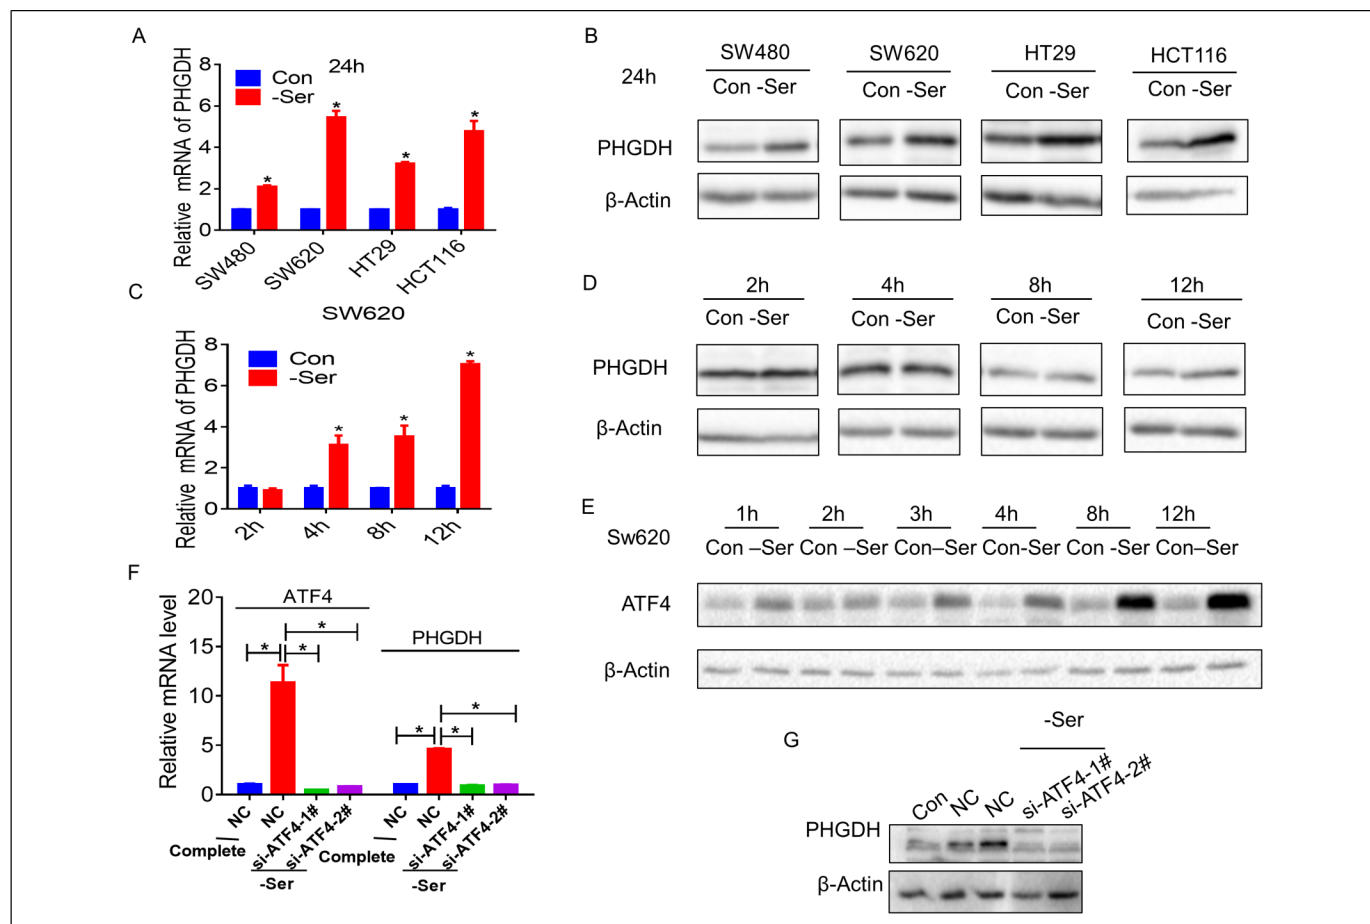 A
24h
Relative mRNA of PHGDH
8
6
4
2
0
Con
-Ser
* * * *
SW480 SW620 HT29 HCT116
B
24h
SW480 SW620 HT29 HCT116
Con -Ser Con -Ser Con -Ser Con -Ser
PHGDH
β-Actin
C
SW620
Relative mRNA of PHGDH
8
6
4
2
0
Con
-Ser
* * *
2h 4h 8h 12h
D
2h 4h 8h 12h
Con -Ser Con -Ser Con -Ser Con -Ser
PHGDH
β-Actin
E
Sw620
1h 2h 3h 4h 8h 12h
Con –Ser Con –Ser Con–Ser Con-Ser Con -Ser Con–Ser
ATF4
β-Actin
F
Relative mRNA level
20
15
10
5
0
ATF4
* * *
PHGDH
* * *
NC NC si-ATF4-1# si-ATF4-2# NC NC si-ATF4-1# si-ATF4-2#
Complete Complete
-Ser -Ser
G
-Ser
Con NC NC si-ATF4-1# si-ATF4-2#
PHGDH
β-Actin